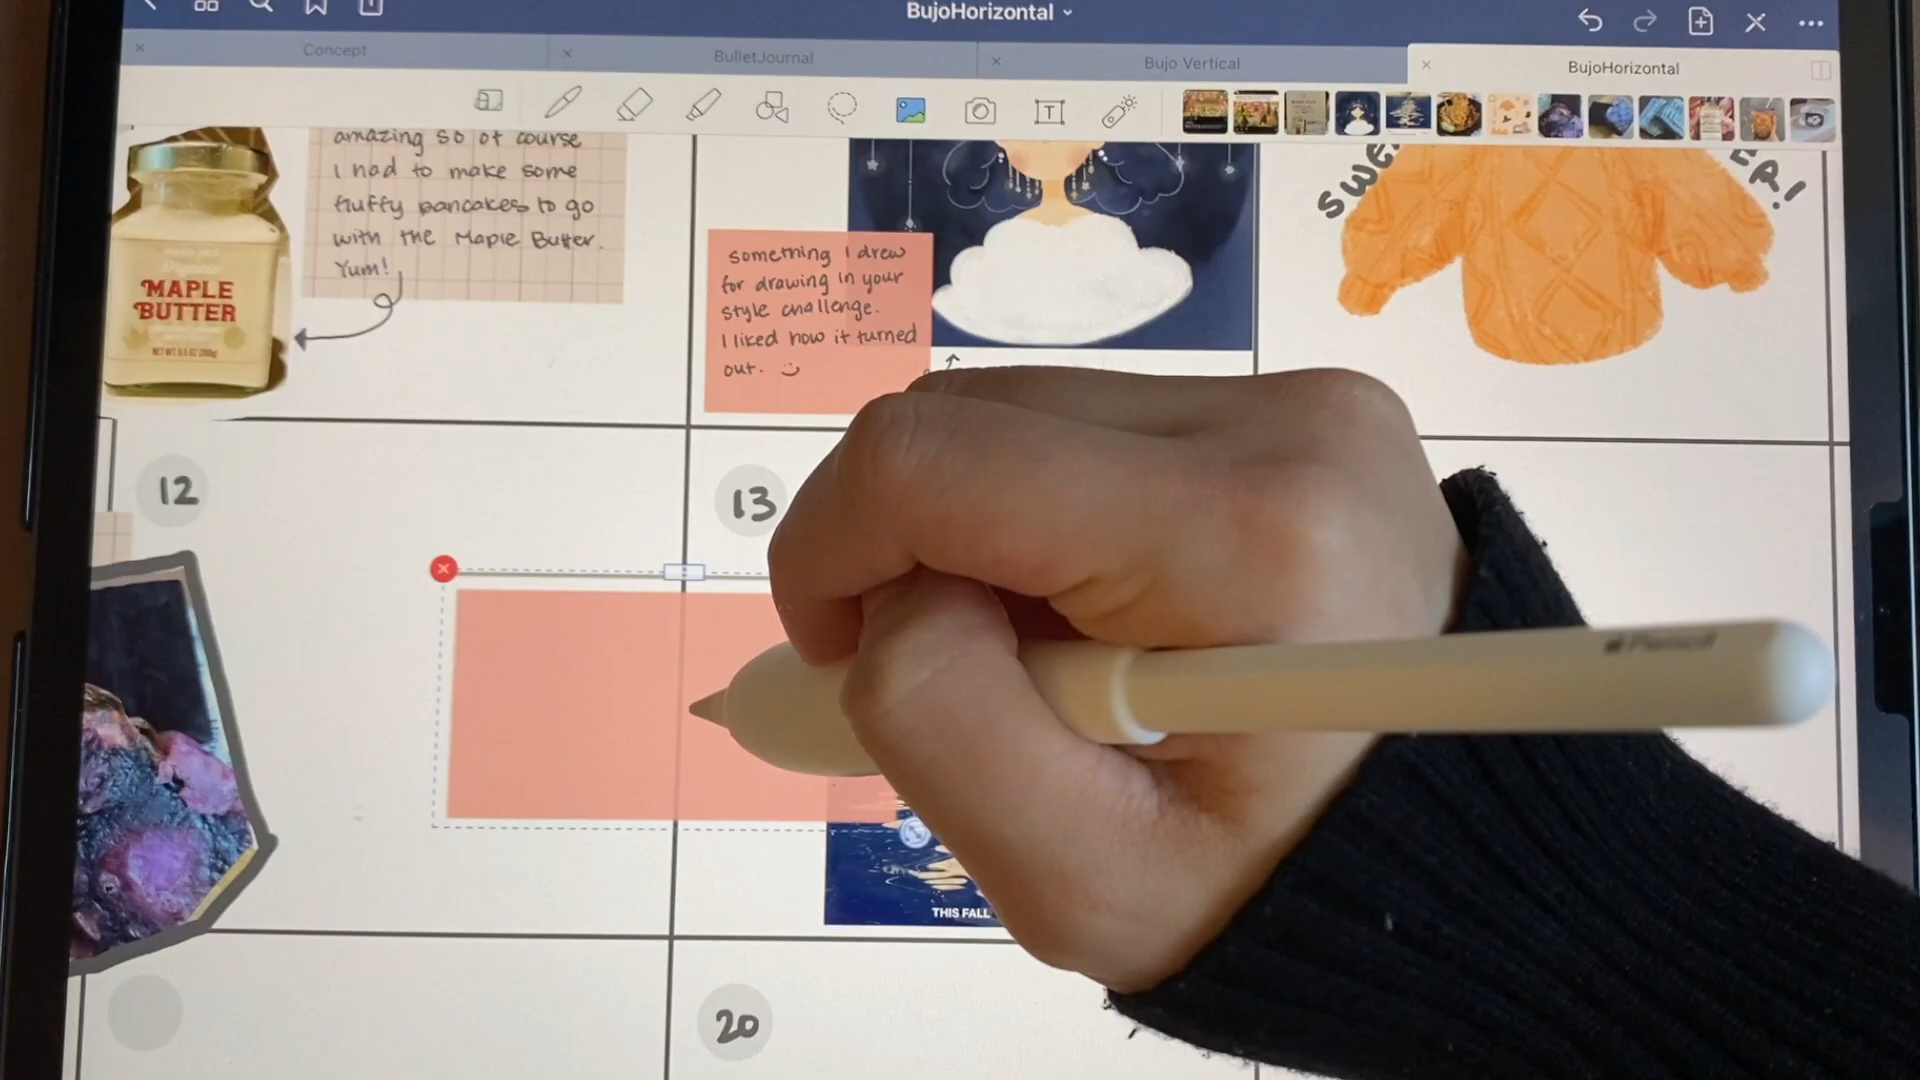 BujoHorizontal
Concept
BulletJournal
Bujo Vertical
BujoHorizontal
T
amazing so of course
I had to make some
fluffy pancakes to go
with the Maple Butter.
Yum!
MAPLE
BUTTER
something I drew
for drawing in your
style challenge.
I liked how it turned
out.
12
13
THIS FALL
20